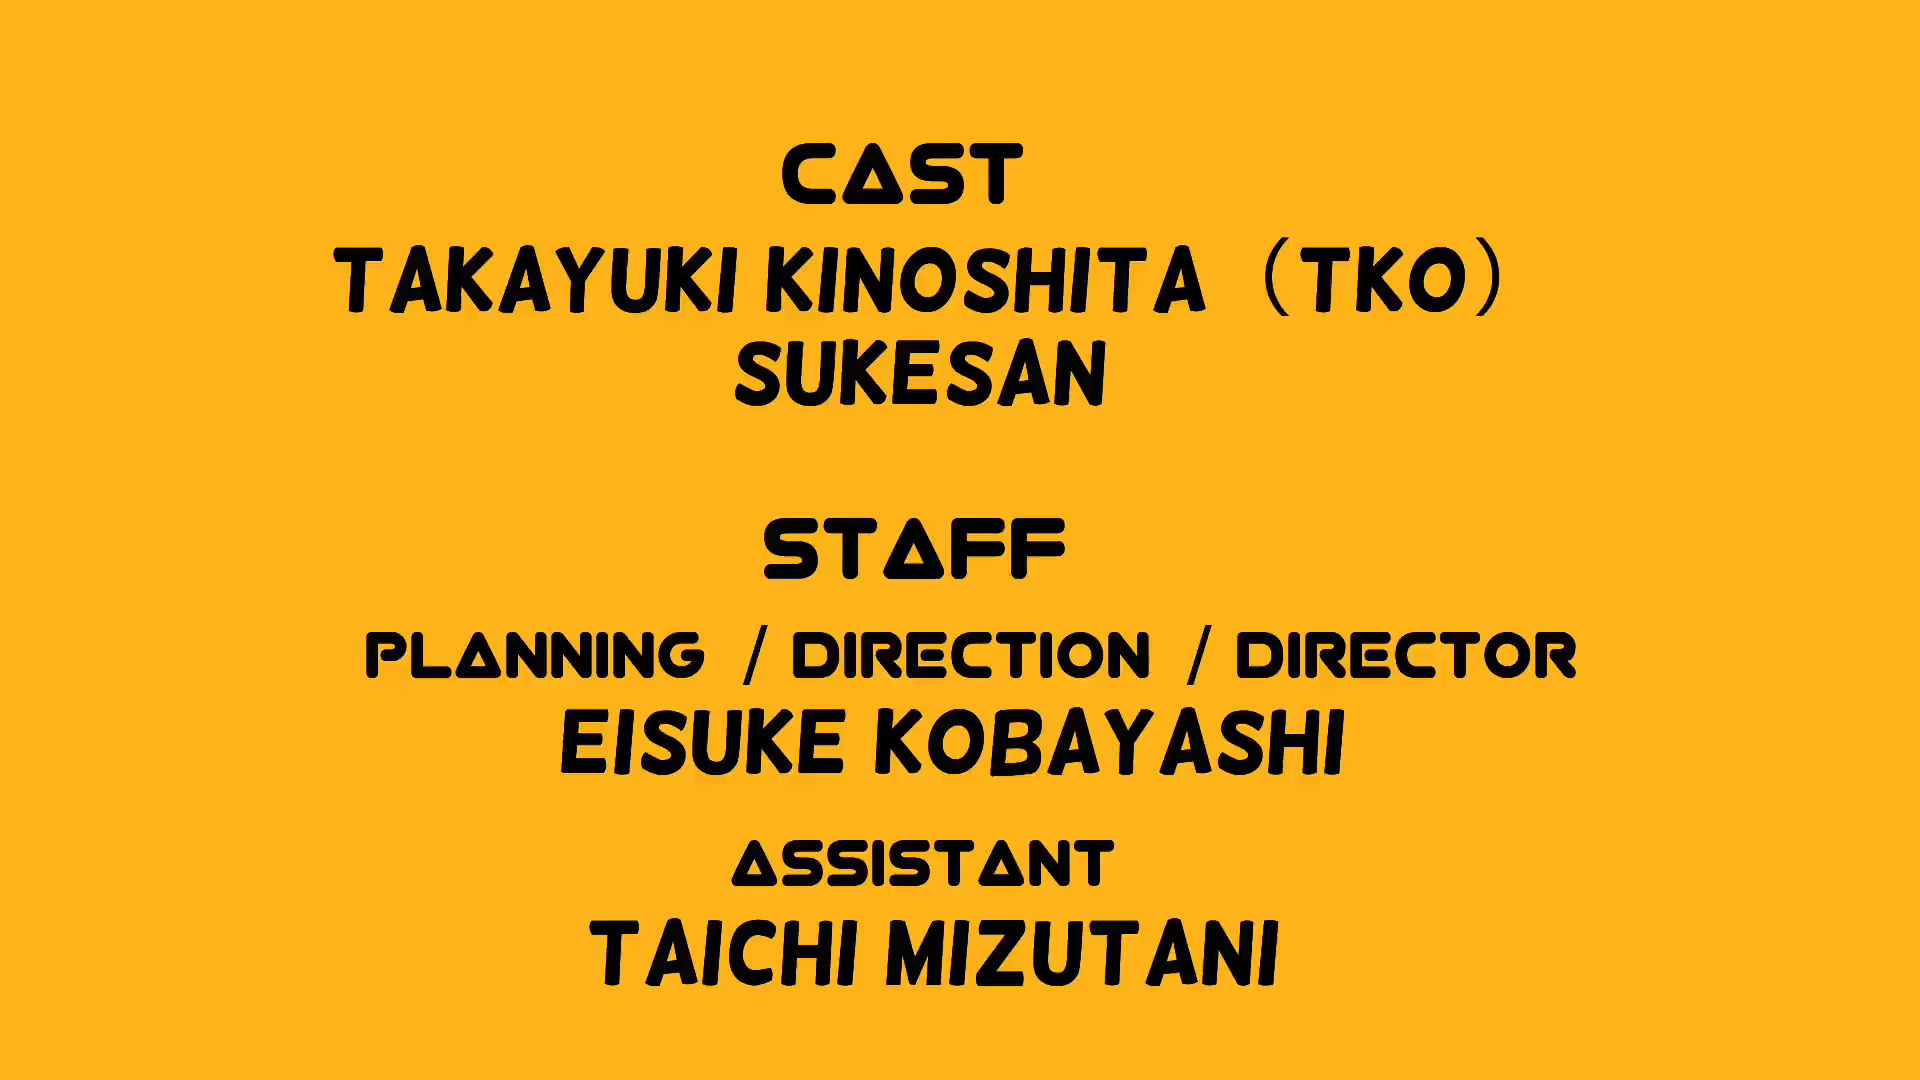 CAST
TAKAYUKI KINOSHITA（TKO）
SUKESAN
STAFF
PLANNING / DIRECTION / DIRECTOR
EISUKE KOBAYASHI
ASSISTANT
TAICHI MIZUTANI